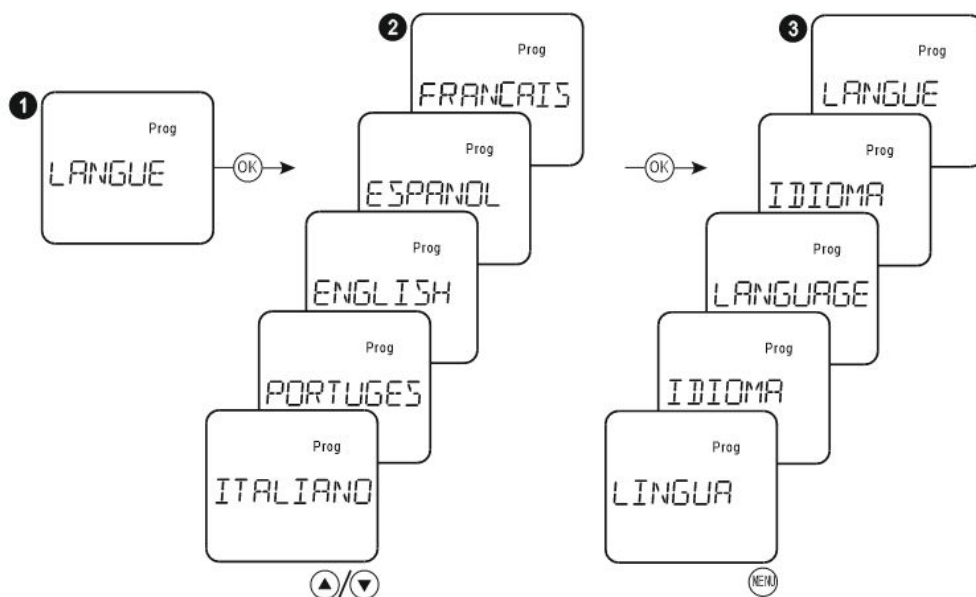 1
Prog
LANGUE
OK
2
Prog
FRANCAIS
Prog
ESPANOL
Prog
ENGLISH
Prog
PORTUGES
Prog
ITALIANO
OK
3
Prog
LANGUE
Prog
IDIOMA
Prog
LANGUAGE
Prog
IDIOMA
Prog
LINGUA
MENU